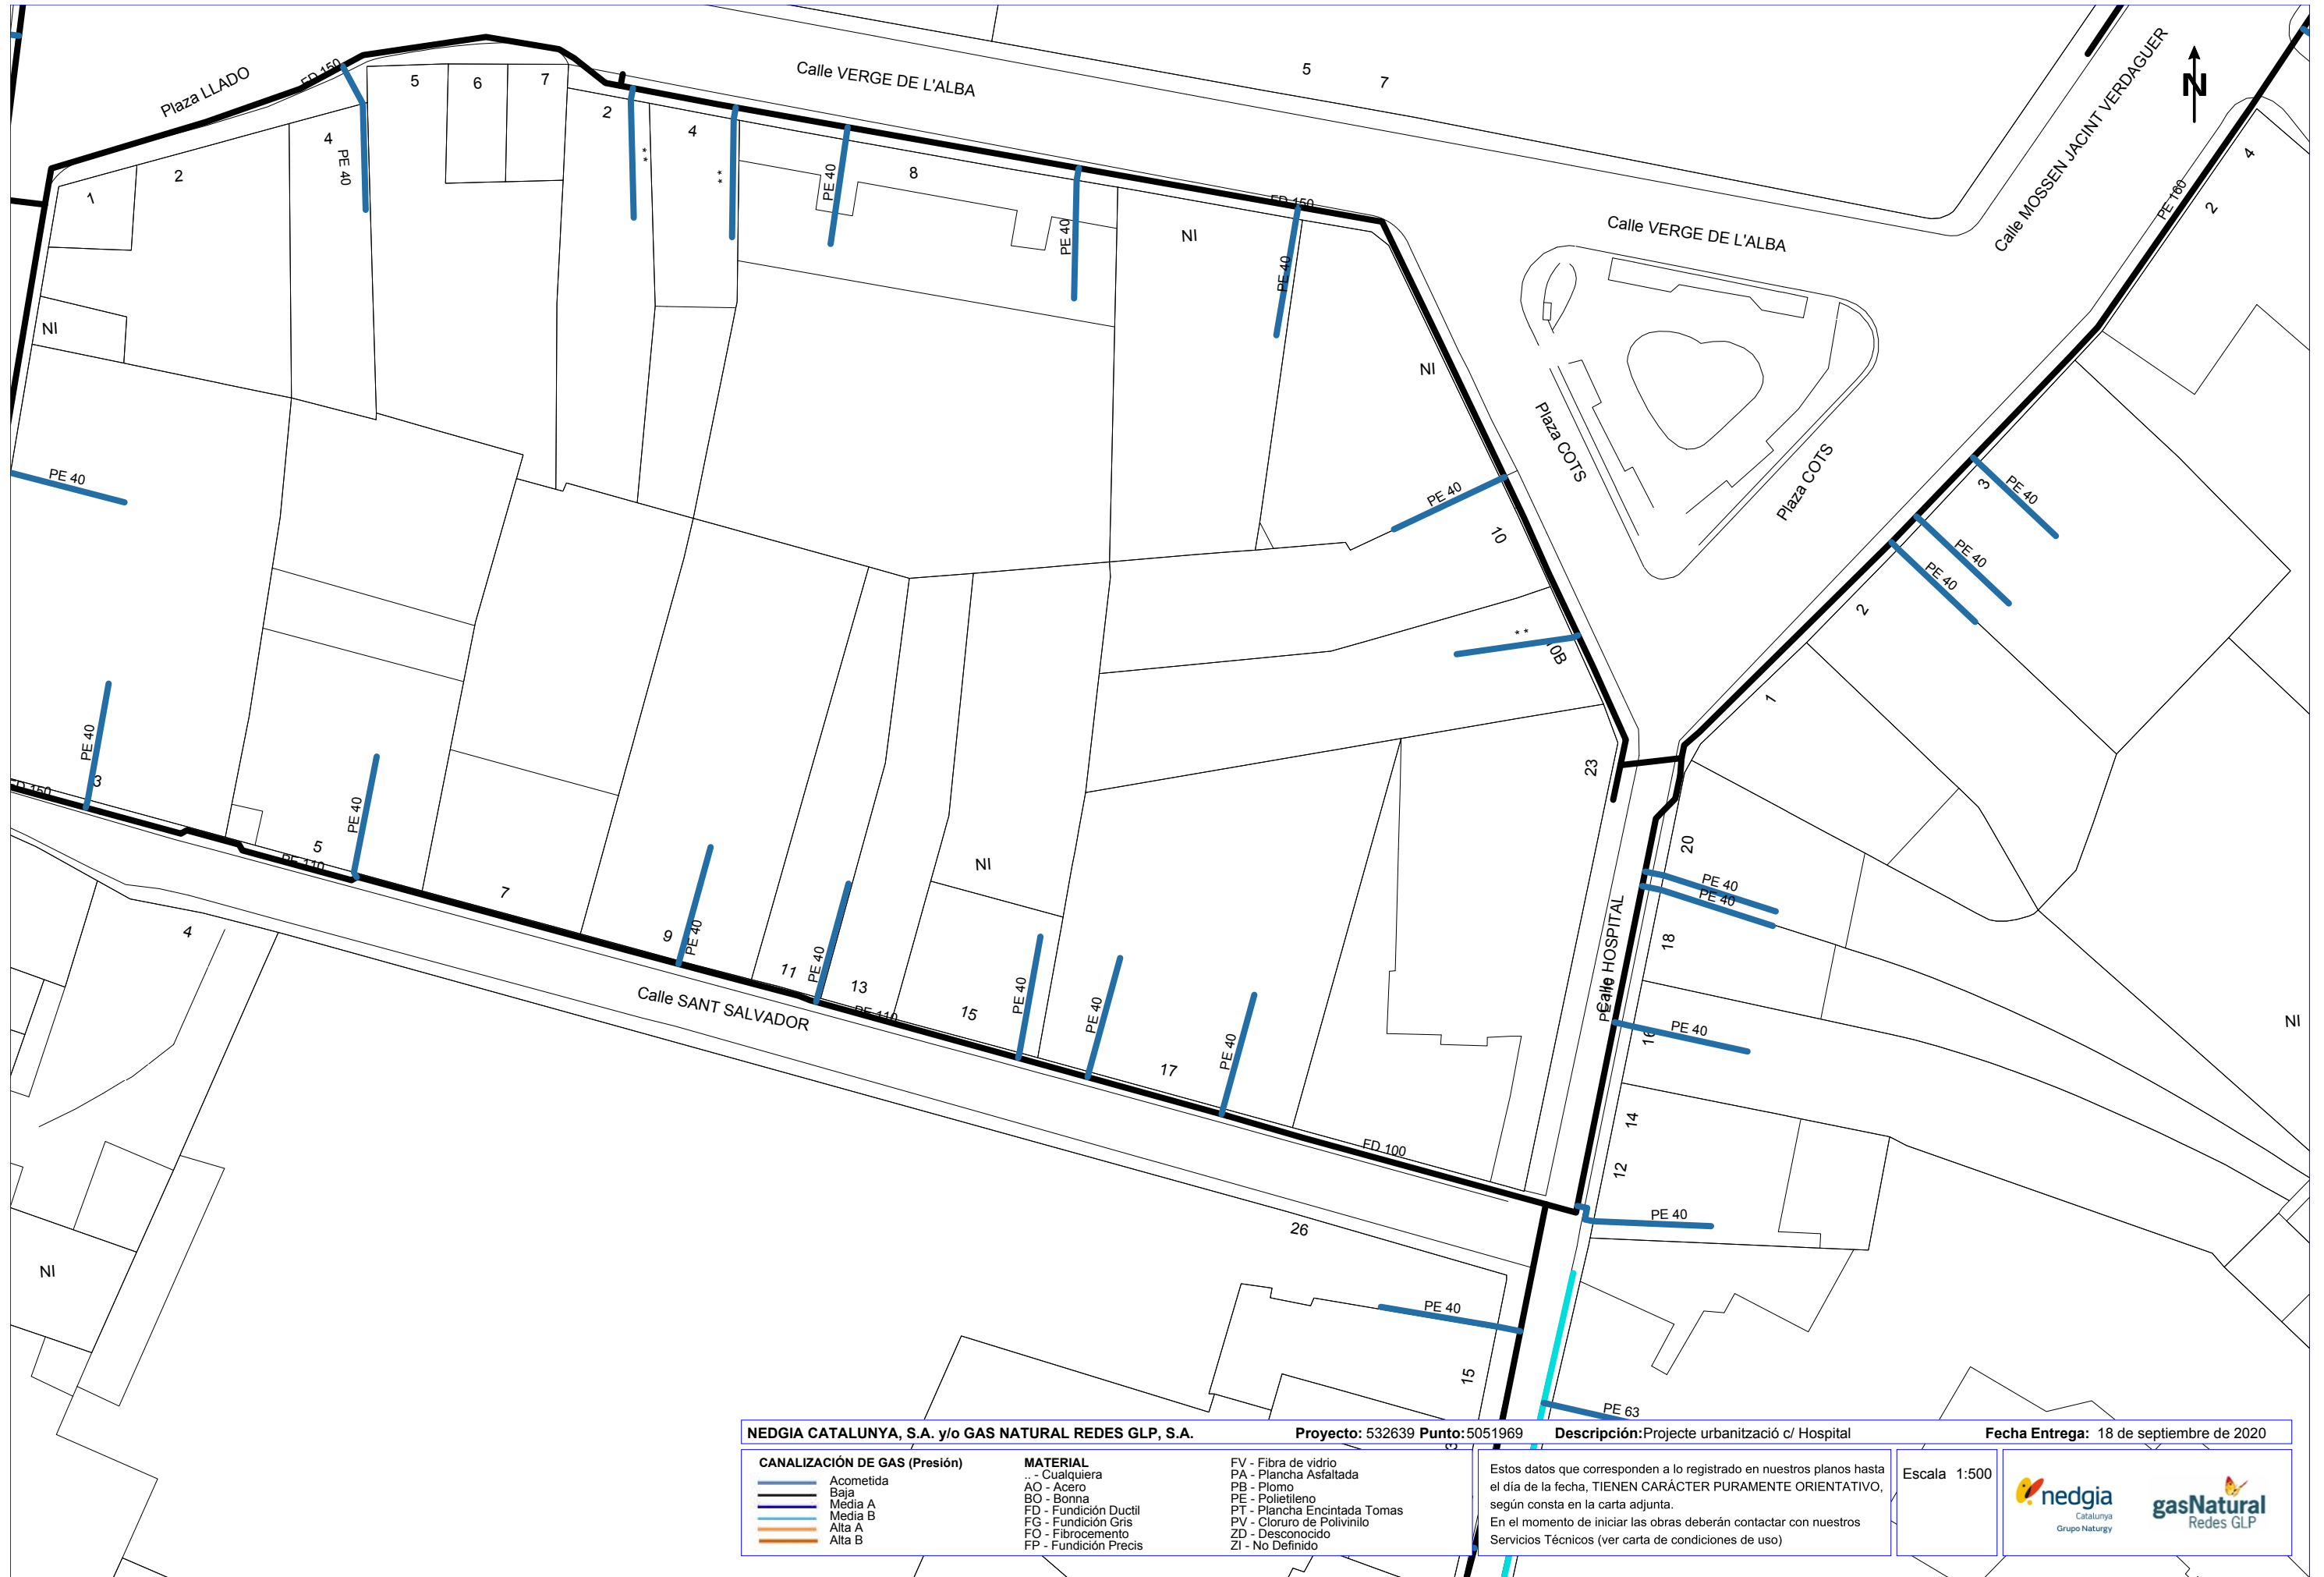 Plaza LLADO
FD 150
5
6
7
Calle VERGE DE L'ALBA
5
7
Calle MOSSEN JACINT VERDAGUER
N
1
2
4
PE 40
2
**
4
**
PE 40
8
PE 40
NI
FD 150
PE 40
Calle VERGE DE L'ALBA
PE 160
4
2
NI
NI
Plaza COTS
Plaza COTS
PE 40
PE 40
10
3
PE 40
PE 40
PE 40
2
**
10B
1
PE 40
3
FD 150
PE 40
5
PE 110
7
9
PE 40
11
PE 40
13
PE 110
15
NI
PE 40
PE 40
17
PE 40
FD 100
23
20
PE 40
PE 40
18
Calle HOSPITAL
PE 110
PE 40
16
14
12
PE 40
NI
4
Calle SANT SALVADOR
26
NI
PE 40
15
PE 63
NEDGIA CATALUNYA, S.A. y/o GAS NATURAL REDES GLP, S.A. Proyecto: 532639 Punto:5051969 Descripción:Projecte urbanització c/ Hospital Fecha Entrega: 18 de septiembre de 2020
CANALIZACIÓN DE GAS (Presión)
Acometida
Baja
Media A
Media B
Alta A
Alta B
MATERIAL
.. - Cualquiera
AO - Acero
BO - Bonna
FD - Fundición Ductil
FG - Fundición Gris
FO - Fibrocemento
FP - Fundición Precis
FV - Fibra de vidrio
PA - Plancha Asfaltada
PB - Plomo
PE - Polietileno
PT - Plancha Encintada Tomas
PV - Cloruro de Polivinilo
ZD - Desconocido
ZI - No Definido
Estos datos que corresponden a lo registrado en nuestros planos hasta
el día de la fecha, TIENEN CARÁCTER PURAMENTE ORIENTATIVO,
según consta en la carta adjunta.
En el momento de iniciar las obras deberán contactar con nuestros
Servicios Técnicos (ver carta de condiciones de uso)
Escala 1:500
nedgia
Catalunya
Grupo Naturgy
gasNatural
Redes GLP